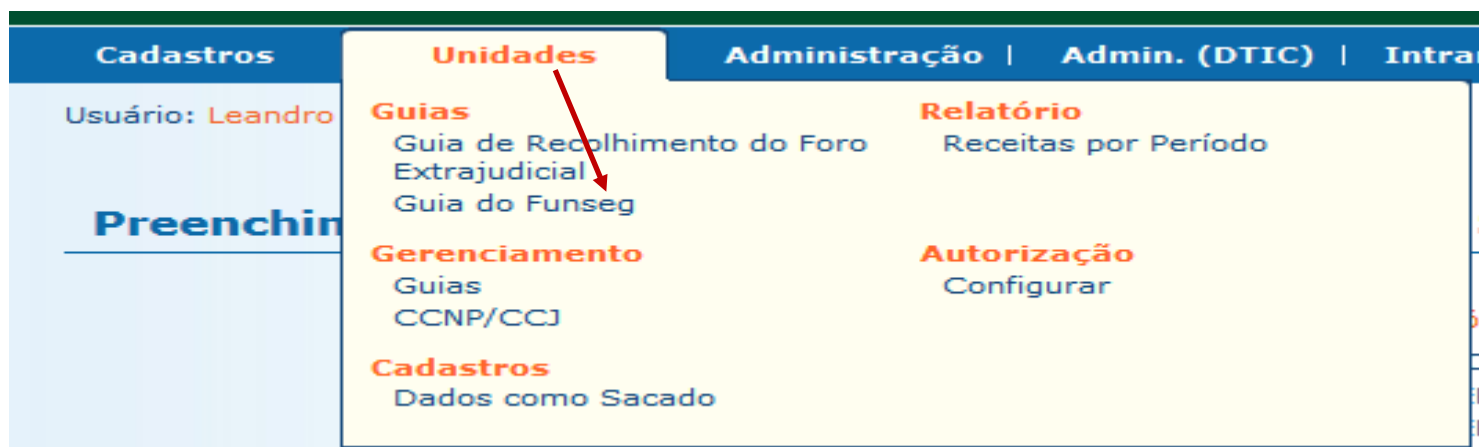 Cadastros Unidades Administração | Admin. (DTIC) |
Usuário: Leandro
Guias
Guia de Recolhimento do Foro
Extrajudicial
Guia do Funseg
Relatório
Receitas por Período
Gerenciamento
Guias
CCNP/CCJ
Autorização
Configurar
Cadastros
Dados como Sacado